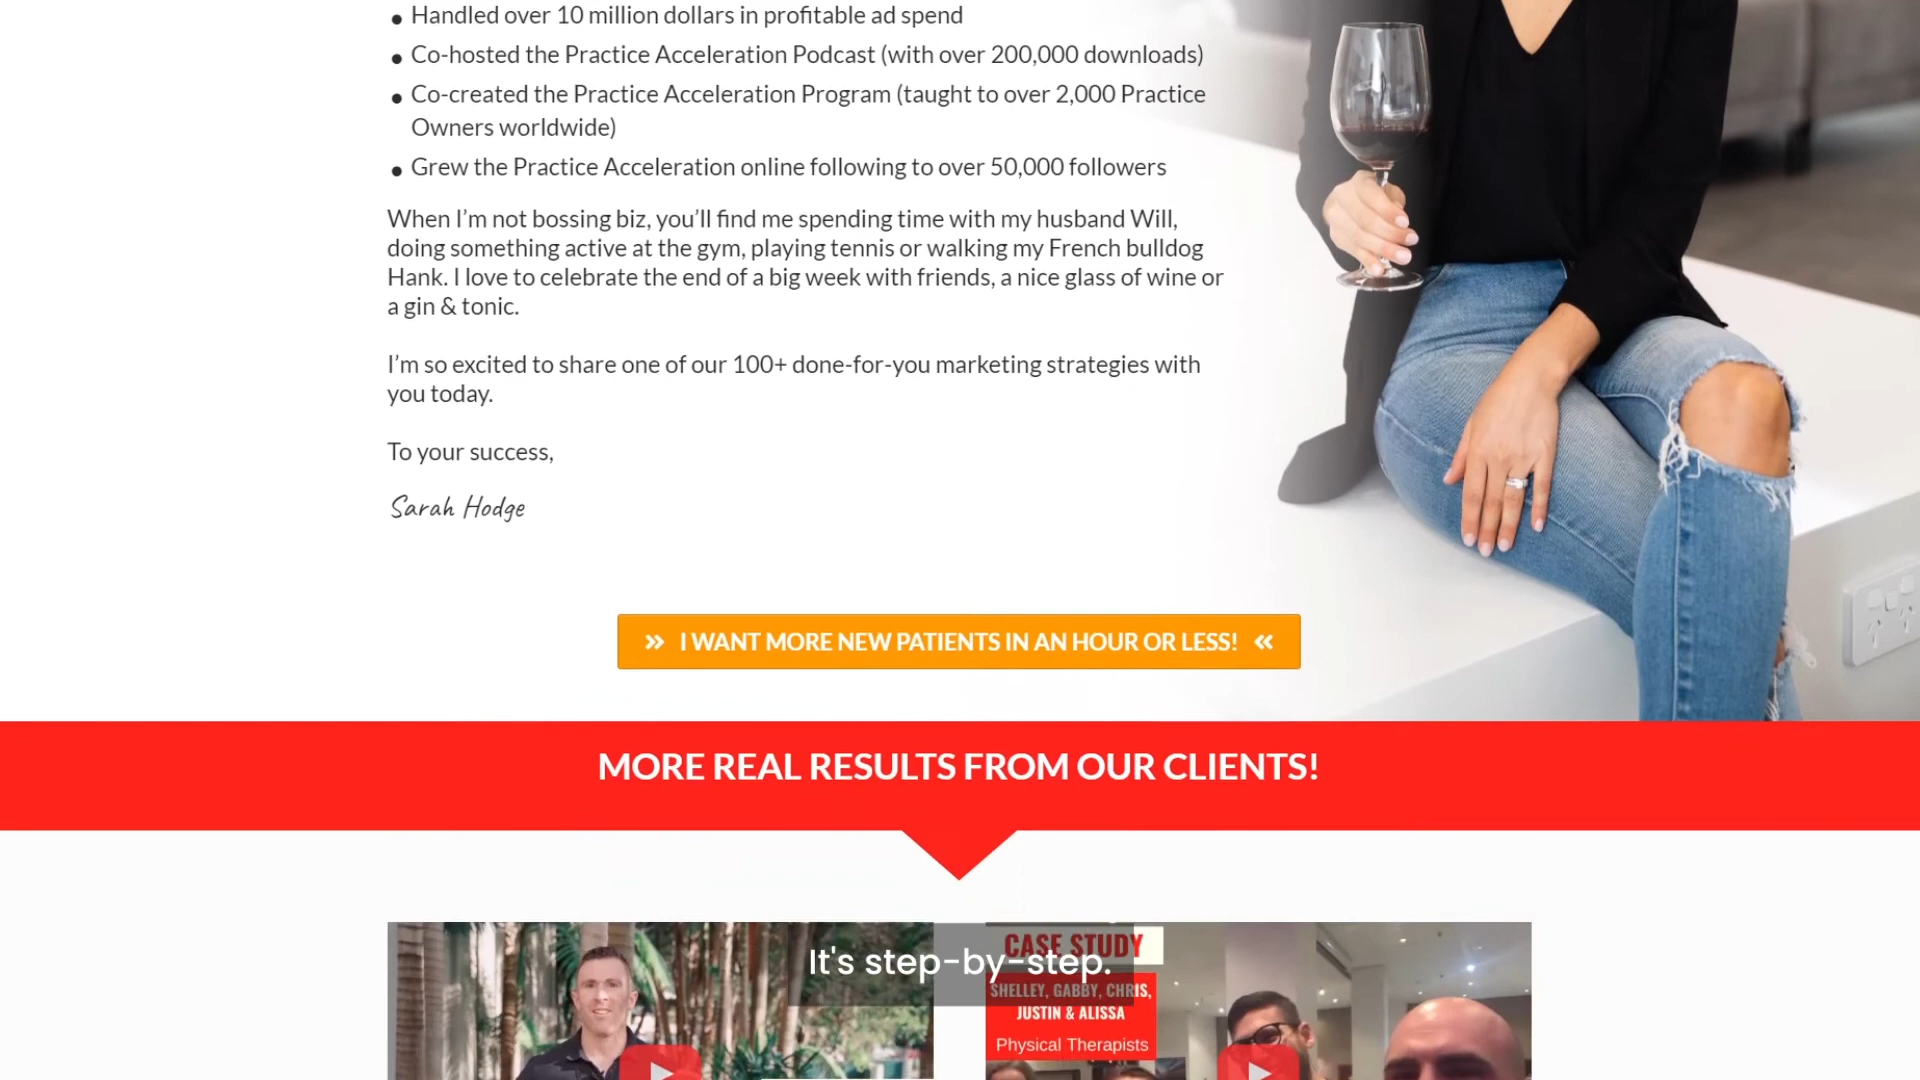 Handled over 10 million dollars in profitable ad spend
Co-hosted the Practice Acceleration Podcast (with over 200,000 downloads)
Co-created the Practice Acceleration Program (taught to over 2,000 Practice
Owners worldwide)
Grew the Practice Acceleration online following to over 50,000 followers
When I’m not bossing biz, you’ll find me spending time with my husband Will,
doing something active at the gym, playing tennis or walking my French bulldog
Hank. I love to celebrate the end of a big week with friends, a nice glass of wine or
a gin & tonic.
I’m so excited to share one of our 100+ done-for-you marketing strategies with
you today.
To your success,
Sarah Hodge
» I WANT MORE NEW PATIENTS IN AN HOUR OR LESS! «
MORE REAL RESULTS FROM OUR CLIENTS!
It's step-by-step.
CASE STUDY
SHELLEY, GABBY, CHRIS,
JUSTIN & ALISSA
Physical Therapists